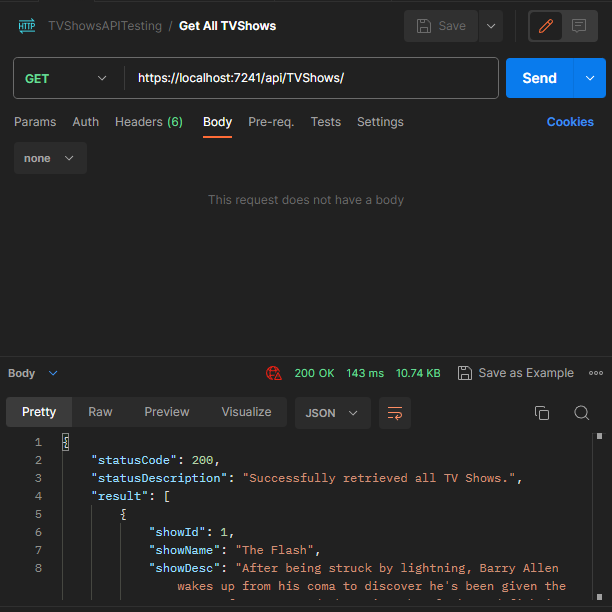 HTTP TVShowsAPITesting / Get All TVShows Save
GET https://localhost:7241/api/TVShows/ Send
Params Auth Headers (6) Body Pre-req. Tests Settings Cookies
none
This request does not have a body
Body 200 OK 143 ms 10.74 KB Save as Example
Pretty Raw Preview Visualize JSON
1 {
2 "statusCode": 200,
3 "statusDescription": "Successfully retrieved all TV Shows.",
4 "result": [
5 {
6 "showId": 1,
7 "showName": "The Flash",
8 "showDesc": "After being struck by lightning, Barry Allen
wakes up from his coma to discover he's been given the